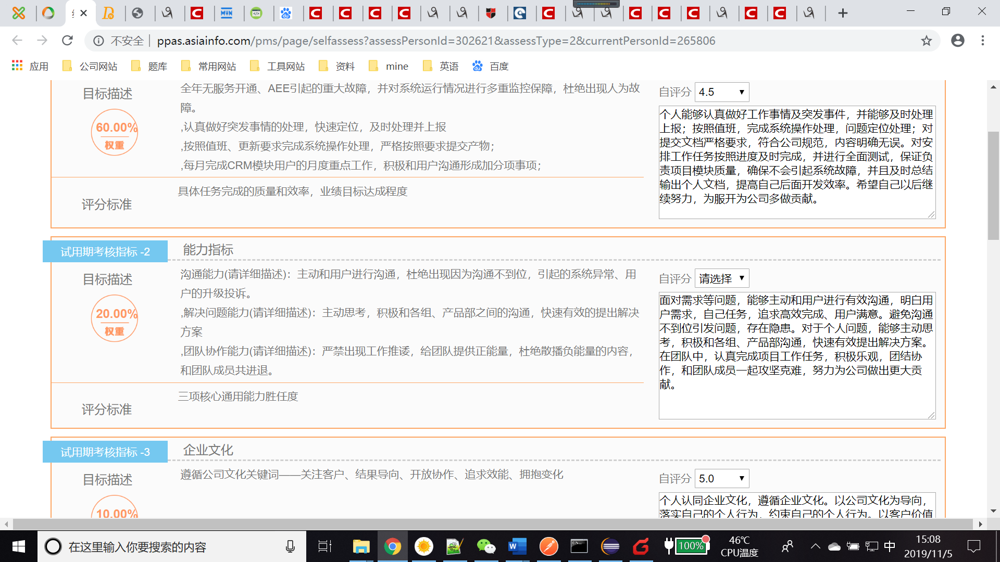 不安全 ppas.asiainfo.com/pms/page/selfassess?assessPersonId=302621&assessType=2&currentPersonId=265806
应用 公司网站 题库 常用网站 工具网站 资料 mine 英语 百度
目标描述
60.00%
权重
全年无服务开通、AEE引起的重大故障，并对系统运行情况进行多重监控保障，杜绝出现人为故
障。
,认真做好突发事情的处理，快速定位，及时处理并上报
,按照值班、更新要求完成系统操作处理，严格按照要求提交产物；
,每月完成CRM模块用户的月度重点工作，积极和用户沟通形成加分项事项；
评分标准
具体任务完成的质量和效率，业绩目标达成程度
自评分 4.5
个人能够认真做好工作事情及突发事件，并能够及时处理
上报；按照值班，完成系统操作处理，问题定位处理；对
提交文档严格要求，符合公司规范，内容明确无误。对安
排工作任务按照进度及时完成，并进行全面测试，保证负
责项目模块质量，确保不会引起系统故障，并且及时总结
输出个人文档，提高自己后面开发效率。希望自己以后继
续努力，为服开为公司多做贡献。
试用期考核指标 -2
能力指标
目标描述
20.00%
权重
沟通能力(请详细描述)：主动和用户进行沟通，杜绝出现因为沟通不到位，引起的系统异常、用
户的升级投诉。
,解决问题能力(请详细描述)：主动思考，积极和各组、产品部之间的沟通，快速有效的提出解决
方案
,团队协作能力(请详细描述)：严禁出现工作推诿，给团队提供正能量，杜绝散播负能量的内容，
和团队成员共进退。
评分标准
三项核心通用能力胜任度
自评分 请选择
面对需求等问题，能够主动和用户进行有效沟通，明白用
户需求，自己任务，追求高效完成、用户满意。避免沟通
不到位引发问题，存在隐患。对于个人问题，能够主动思
考，积极和各组、产品部沟通，快速有效提出解决方案。
在团队中，认真完成项目工作任务，积极乐观，团结协
作，和团队成员一起攻坚克难，努力为公司做出更大贡
献。
试用期考核指标 -3
企业文化
目标描述
10.00%
遵循公司文化关键词——关注客户、结果导向、开放协作、追求效能、拥抱变化
自评分 5.0
个人认同企业文化，遵循企业文化。以公司文化为导向，
落实自己的个人行为，约束自己的个人行为。以客户价值
在这里输入你要搜索的内容
100%
46℃
CPU温度
中
15:08
2019/11/5